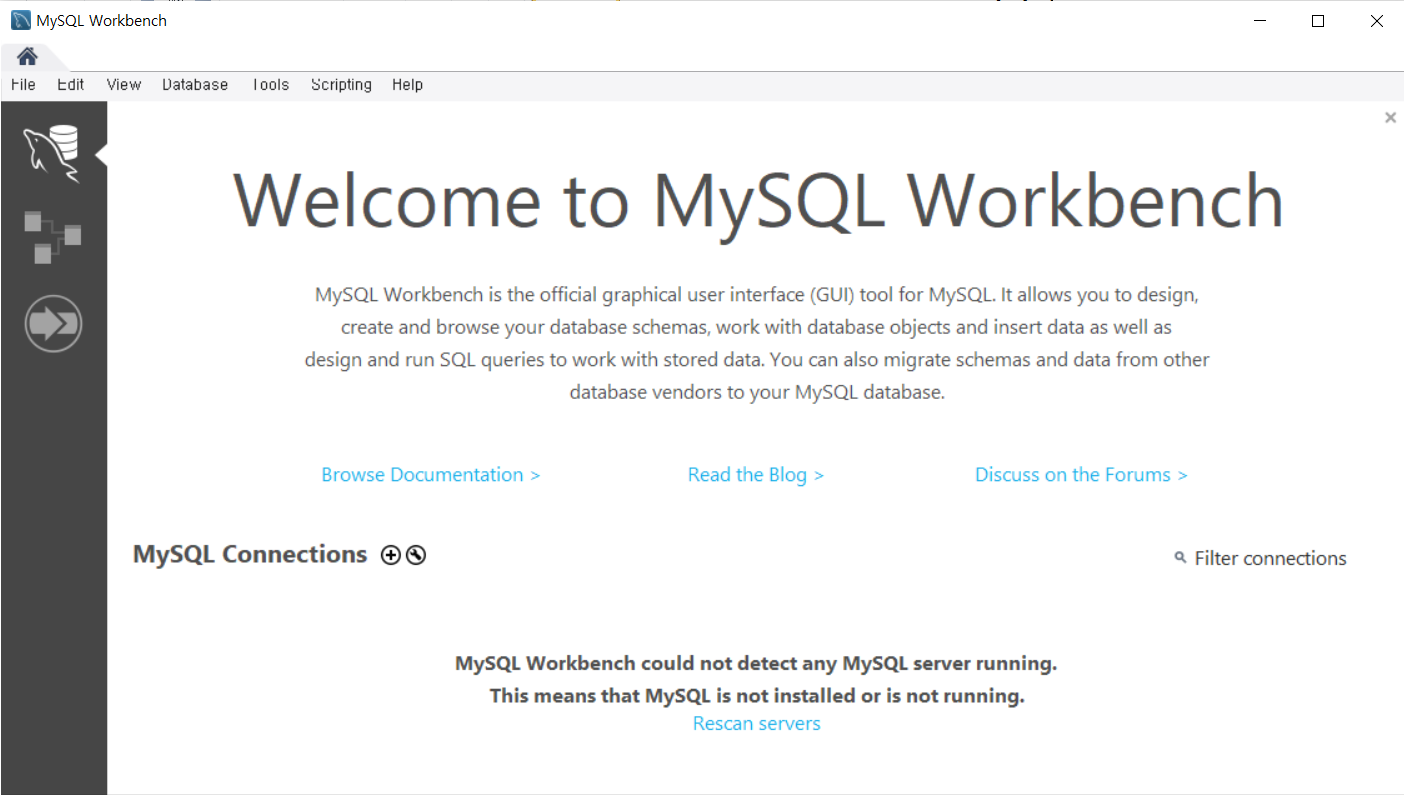 MySQL Workbench
File Edit View Database Tools Scripting Help
Welcome to MySQL Workbench
MySQL Workbench is the official graphical user interface (GUI) tool for MySQL. It allows you to design,
create and browse your database schemas, work with database objects and insert data as well as
design and run SQL queries to work with stored data. You can also migrate schemas and data from other
database vendors to your MySQL database.
Browse Documentation > Read the Blog > Discuss on the Forums >
MySQL Connections Filter connections
MySQL Workbench could not detect any MySQL server running.
This means that MySQL is not installed or is not running.
Rescan servers